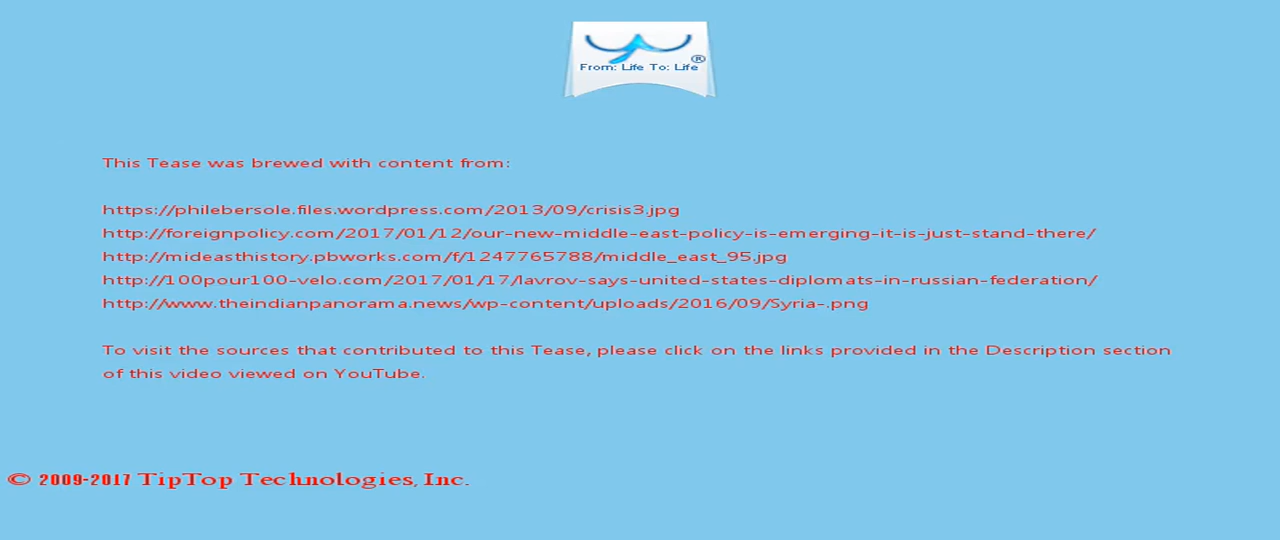 From: Life To: Life ®
This Tease was brewed with content from:
https://philebersole.files.wordpress.com/2013/09/crisis3.jpg
http://foreignpolicy.com/2017/01/12/our-new-middle-east-policy-is-emerging-it-is-just-stand-there/
http://mideasthistory.pbworks.com/f/1247765788/middle_east_95.jpg
http://100pour100-velo.com/2017/01/17/lavrov-says-united-states-diplomats-in-russian-federation/
http://www.theindianpanorama.news/wp-content/uploads/2016/09/Syria-.png
To visit the sources that contributed to this Tease, please click on the links provided in the Description section
of this video viewed on YouTube.
© 2009-2017 TipTop Technologies, Inc.